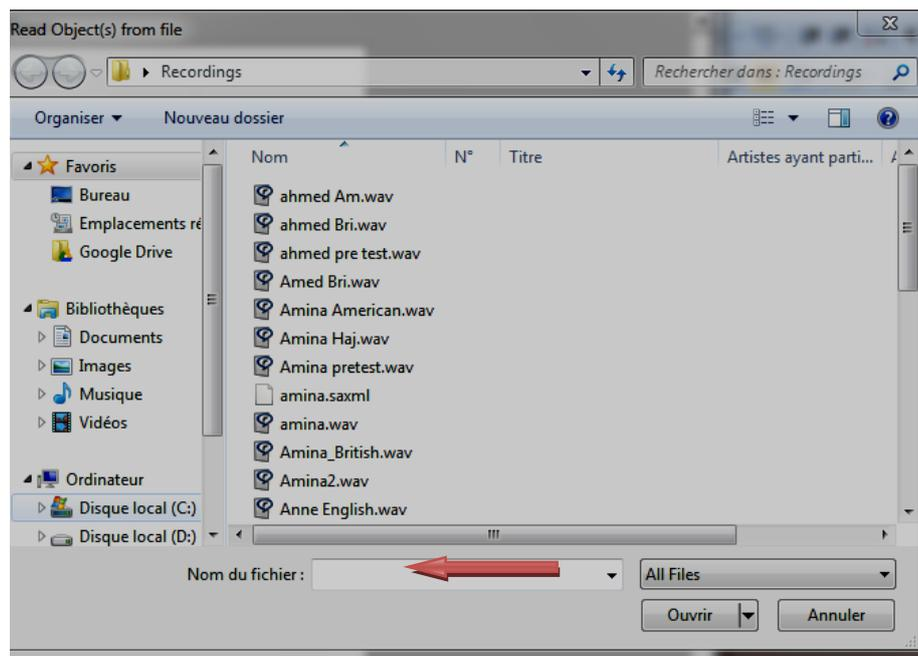 Read Object(s) from file
Recordings
Rechercher dans : Recordings
Organiser
Nouveau dossier
Nom N° Titre Artistes ayant parti...
Favoris
Bureau
Emplacements ré
Google Drive
Bibliothèques
Documents
Images
Musique
Vidéos
Ordinateur
Disque local (C:)
Disque local (D:)
ahmed Am.wav
ahmed Bri.wav
ahmed pre test.wav
Amed Bri.wav
Amina American.wav
Amina Haj.wav
Amina pretest.wav
amina.saxml
amina.wav
Amina_British.wav
Amina2.wav
Anne English.wav
Nom du fichier :
All Files
Ouvrir
Annuler